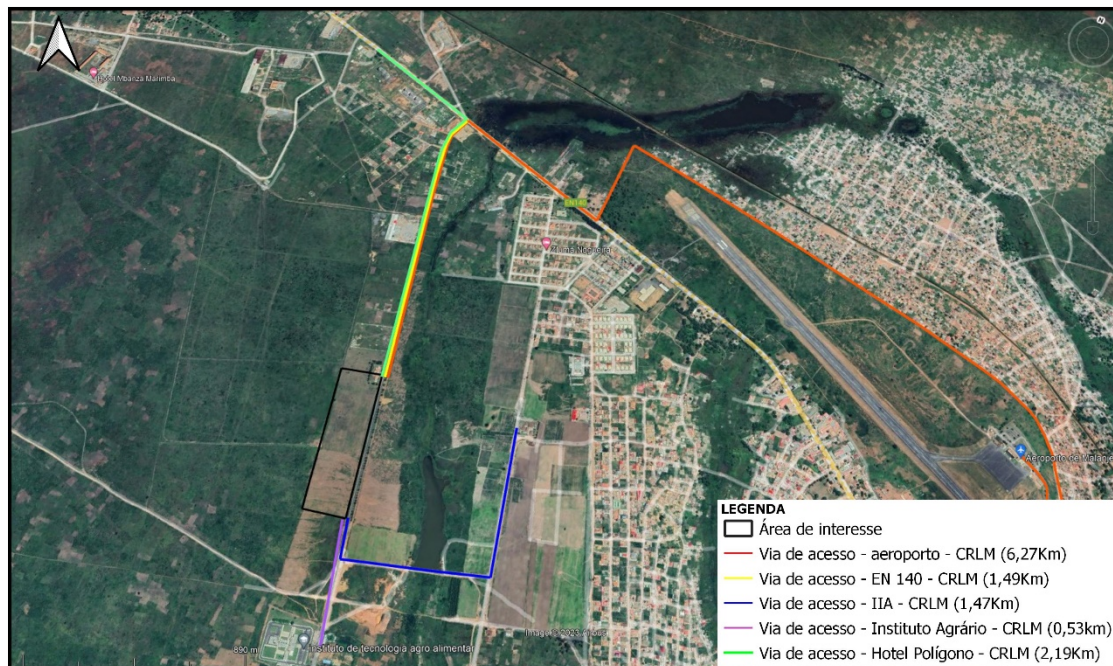 N
Hotel Mbanza Marimba
EN140
Aeroporto de Malanje
Instituto de tecnologia agro alimentar
890 m
LEGENDA
Área de interesse
Via de acesso - aeroporto - CRLM (6,27Km)
Via de acesso - EN 140 - CRLM (1,49Km)
Via de acesso - IIA - CRLM (1,47Km)
Via de acesso - Instituto Agrário - CRLM (0,53km)
Via de acesso - Hotel Polígono - CRLM (2,19Km)